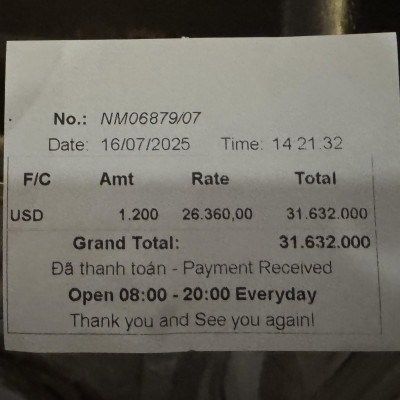 No.: NM06879/07
Date: 16/07/2025 Time: 14.21.32
F/C Amt Rate Total
USD 1.200 26.360,00 31.632.000
Grand Total: 31.632.000
Đã thanh toán - Payment Received
Open 08:00 - 20:00 Everyday
Thank you and See you again!